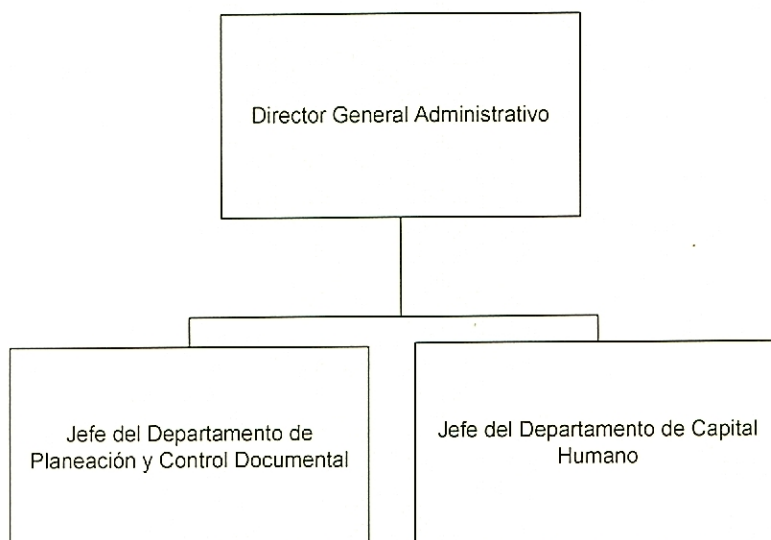 Director General Administrativo
Jefe del Departamento de
Planeación y Control Documental
Jefe del Departamento de Capital
Humano